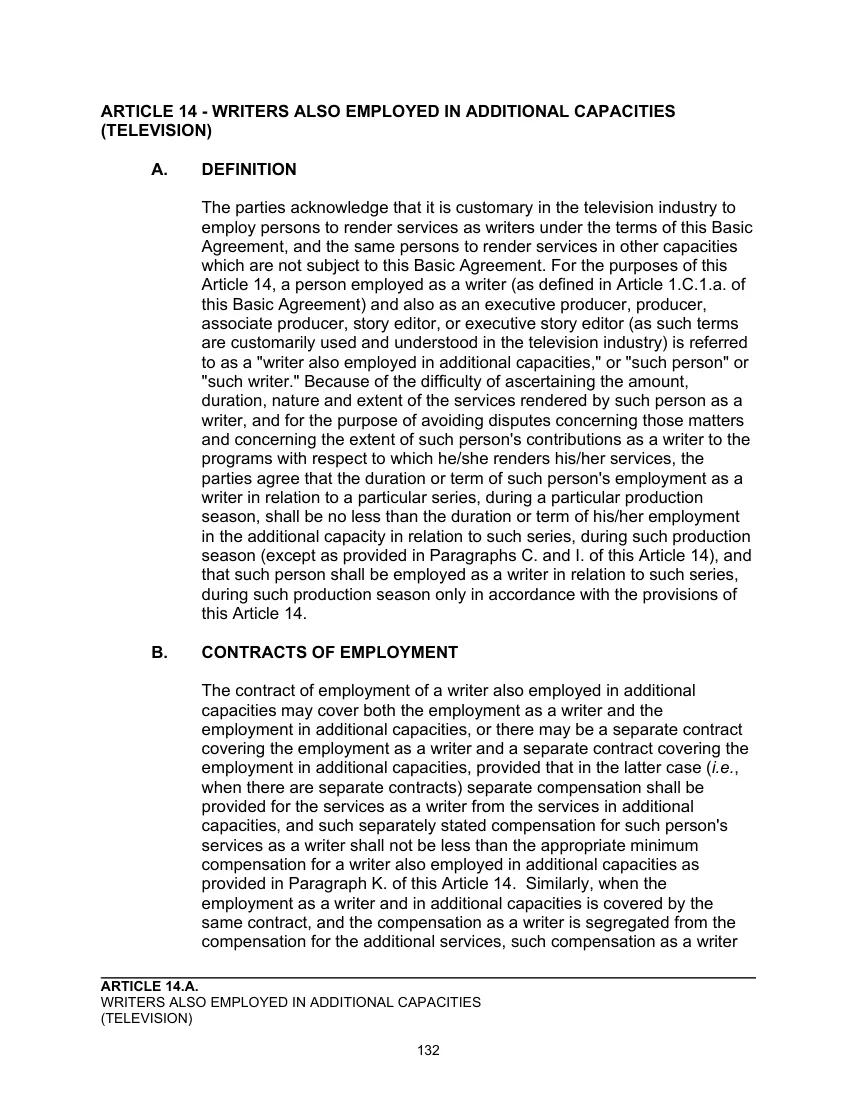 ARTICLE 14 - WRITERS ALSO EMPLOYED IN ADDITIONAL CAPACITIES
(TELEVISION)
A. DEFINITION
The parties acknowledge that it is customary in the television industry to
employ persons to render services as writers under the terms of this Basic
Agreement, and the same persons to render services in other capacities
which are not subject to this Basic Agreement. For the purposes of this
Article 14, a person employed as a writer (as defined in Article 1.C.1.a. of
this Basic Agreement) and also as an executive producer, producer,
associate producer, story editor, or executive story editor (as such terms
are customarily used and understood in the television industry) is referred
to as a "writer also employed in additional capacities," or "such person" or
"such writer." Because of the difficulty of ascertaining the amount,
duration, nature and extent of the services rendered by such person as a
writer, and for the purpose of avoiding disputes concerning those matters
and concerning the extent of such person's contributions as a writer to the
programs with respect to which he/she renders his/her services, the
parties agree that the duration or term of such person's employment as a
writer in relation to a particular series, during a particular production
season, shall be no less than the duration or term of his/her employment
in the additional capacity in relation to such series, during such production
season (except as provided in Paragraphs C. and I. of this Article 14), and
that such person shall be employed as a writer in relation to such series,
during such production season only in accordance with the provisions of
this Article 14.
B. CONTRACTS OF EMPLOYMENT
The contract of employment of a writer also employed in additional
capacities may cover both the employment as a writer and the
employment in additional capacities, or there may be a separate contract
covering the employment as a writer and a separate contract covering the
employment in additional capacities, provided that in the latter case (i.e.,
when there are separate contracts) separate compensation shall be
provided for the services as a writer from the services in additional
capacities, and such separately stated compensation for such person's
services as a writer shall not be less than the appropriate minimum
compensation for a writer also employed in additional capacities as
provided in Paragraph K. of this Article 14. Similarly, when the
employment as a writer and in additional capacities is covered by the
same contract, and the compensation as a writer is segregated from the
compensation for the additional services, such compensation as a writer
ARTICLE 14.A.
WRITERS ALSO EMPLOYED IN ADDITIONAL CAPACITIES
(TELEVISION)
132